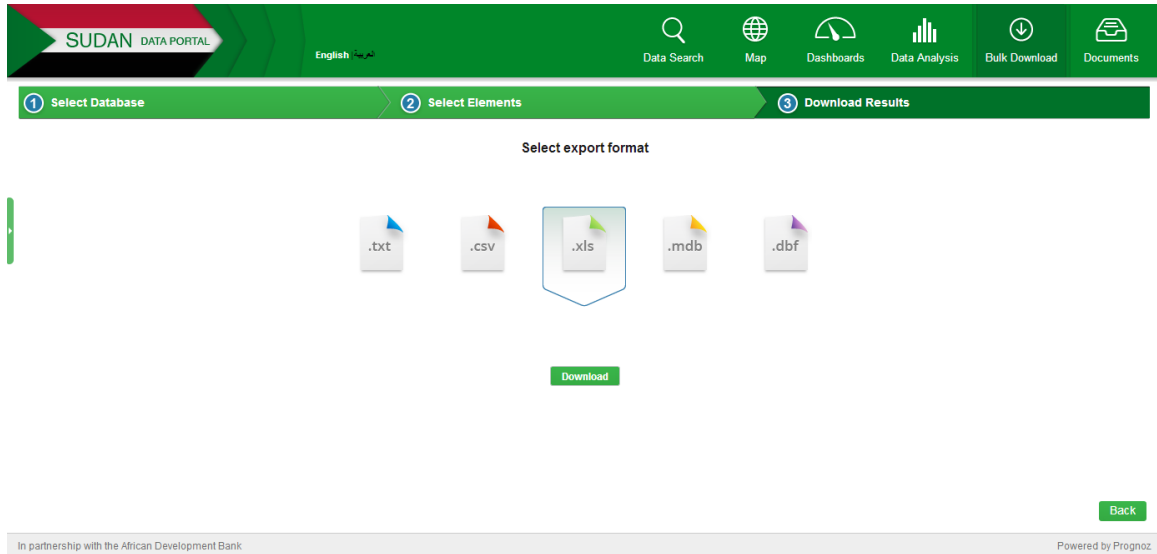 SUDAN DATA PORTAL
English |العربية
Data Search
Map
Dashboards
Data Analysis
Bulk Download
Documents
1 Select Database
2 Select Elements
3 Download Results
Select export format
.txt
.csv
.xls
.mdb
.dbf
Download
Back
In partnership with the African Development Bank
Powered by Prognoz